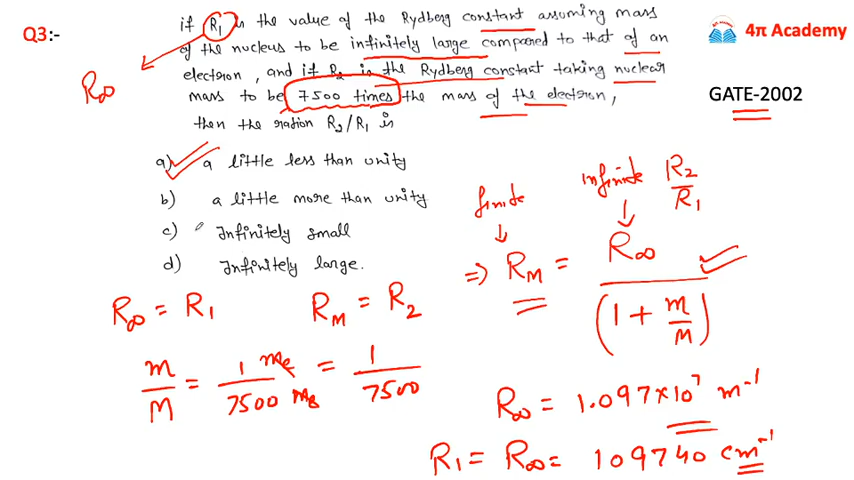 Q3:-
if R₁ is the value of the Rydberg constant assuming mass
of the nucleus to be infinitely large compared to that of an
electron, and if R₂ is the Rydberg constant taking nuclear
mass to be 7500 times the mass of the electron,
then the ration R₂/R₁ is
a) a little less than unity
b) a little more than unity
c) Infinitely small
d) Infinitely large.
4π Academy
GATE-2002
R∞
finite
infinite R₂/R₁
⇒ R_M = R∞ / (1 + m/M)
R∞ = R₁ R_M = R₂
m/M = 1 mₑ / 7500 mₑ = 1/7500
R∞ = 1.097×10⁷ m⁻¹
R₁ = R∞ = 109740 cm⁻¹